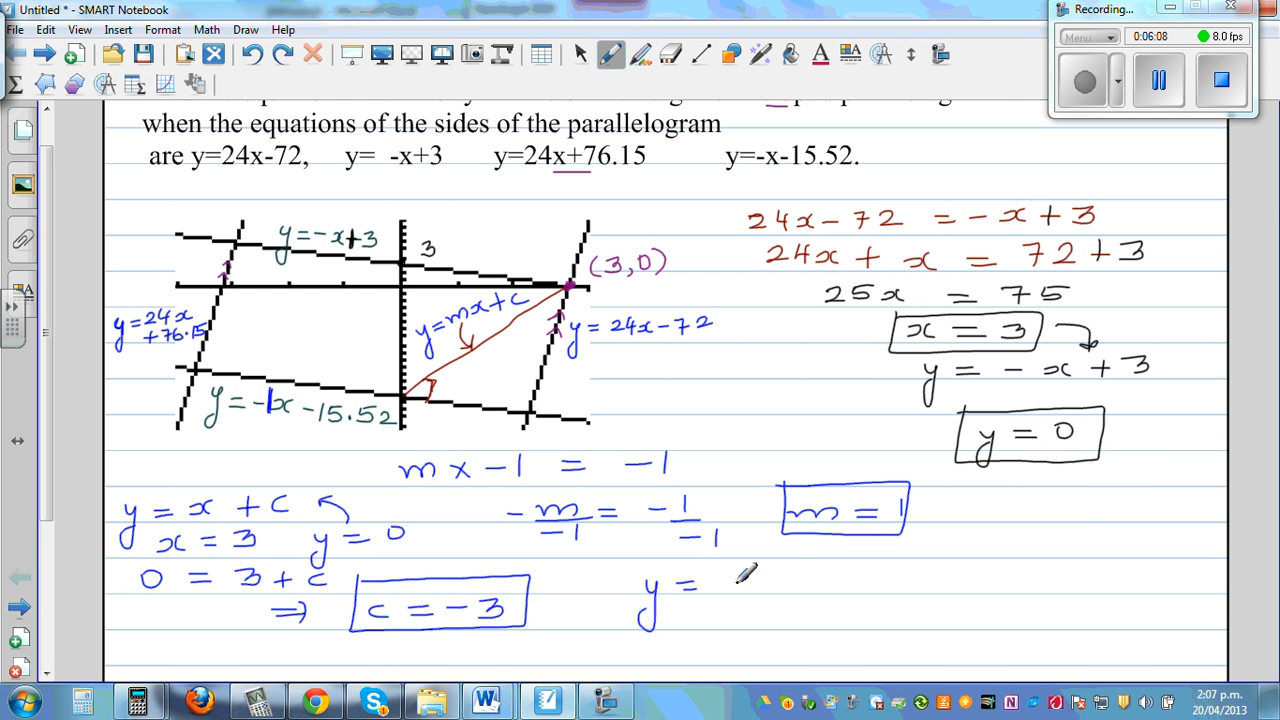 Untitled * - SMART Notebook
Recording...
File Edit View Insert Format Math Draw Help
Menu 0:06:08 8.0 fps
when the equations of the sides of the parallelogram
are y=24x-72, y= -x+3 y=24x+76.15 y=-x-15.52.
y = -x+3
3
(3,0)
y=24x
+76.15
y=mx+c
y = 24x-72
y = -1x -15.52
24x - 72 = -x + 3
24x + x = 72 + 3
25x = 75
x = 3
y = -x + 3
y = 0
m x -1 = -1
-m/-1 = -1/-1
m = 1
y = x + c
x = 3 y = 0
0 = 3 + c
⇒ c = -3
y =
2:07 p.m.
20/04/2013